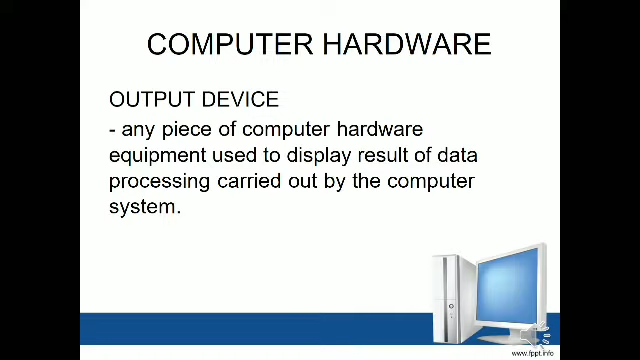 COMPUTER HARDWARE
OUTPUT DEVICE
- any piece of computer hardware
equipment used to display result of data
processing carried out by the computer
system.
www.fppt.info